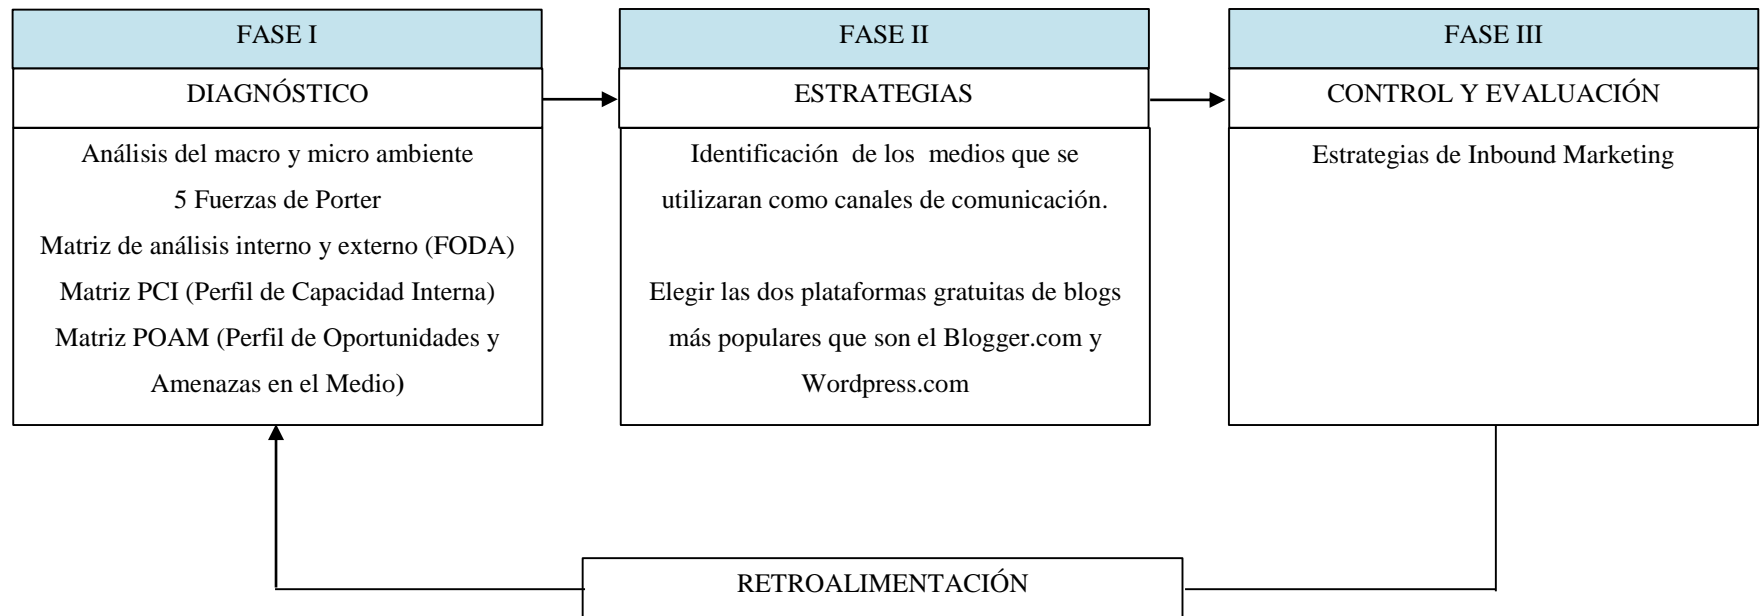 FASE I
DIAGNÓSTICO
Análisis del macro y micro ambiente
5 Fuerzas de Porter
Matriz de análisis interno y externo (FODA)
Matriz PCI (Perfil de Capacidad Interna)
Matriz POAM (Perfil de Oportunidades y
Amenazas en el Medio)
FASE II
ESTRATEGIAS
Identificación de los medios que se
utilizaran como canales de comunicación.
Elegir las dos plataformas gratuitas de blogs
más populares que son el Blogger.com y
Wordpress.com
FASE III
CONTROL Y EVALUACIÓN
Estrategias de Inbound Marketing
RETROALIMENTACIÓN